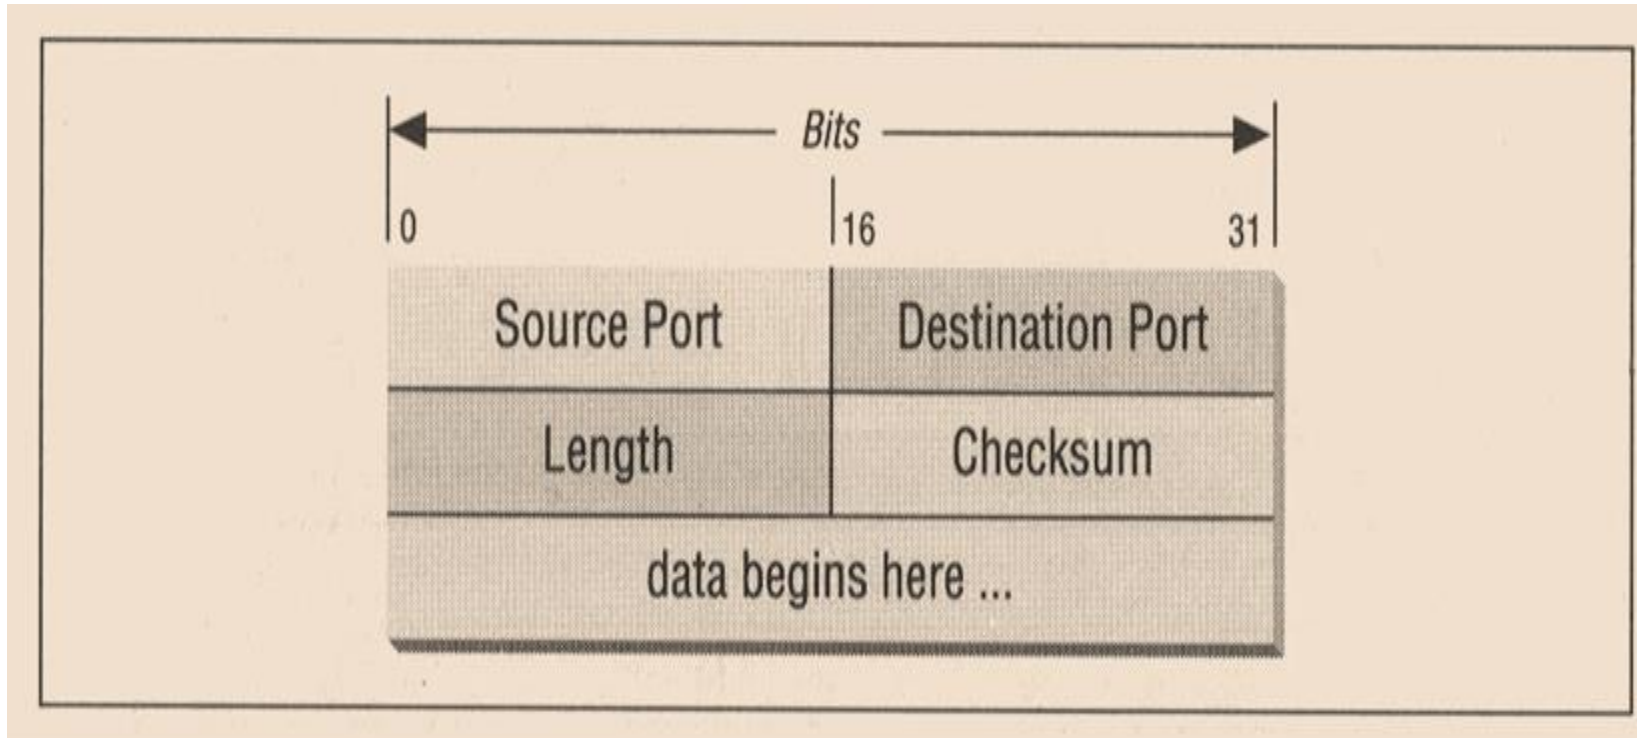 Bits
0 16 31
Source Port Destination Port
Length Checksum
data begins here ...